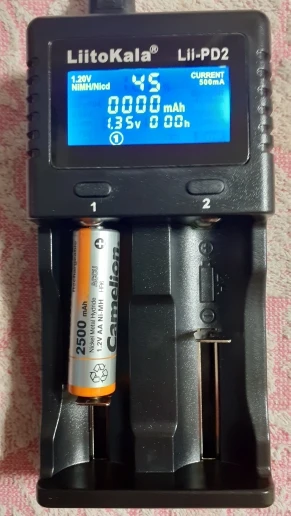 LiitoKala® Lii-PD2
1.20V
NiMH/Nicd
45
CURRENT
500mA
0000 mAh
1.35v 0:00h
1
1
2
2500 mAh
Nickel Metal Hydride
1.2V AA NI-MH
HR6
Camelion